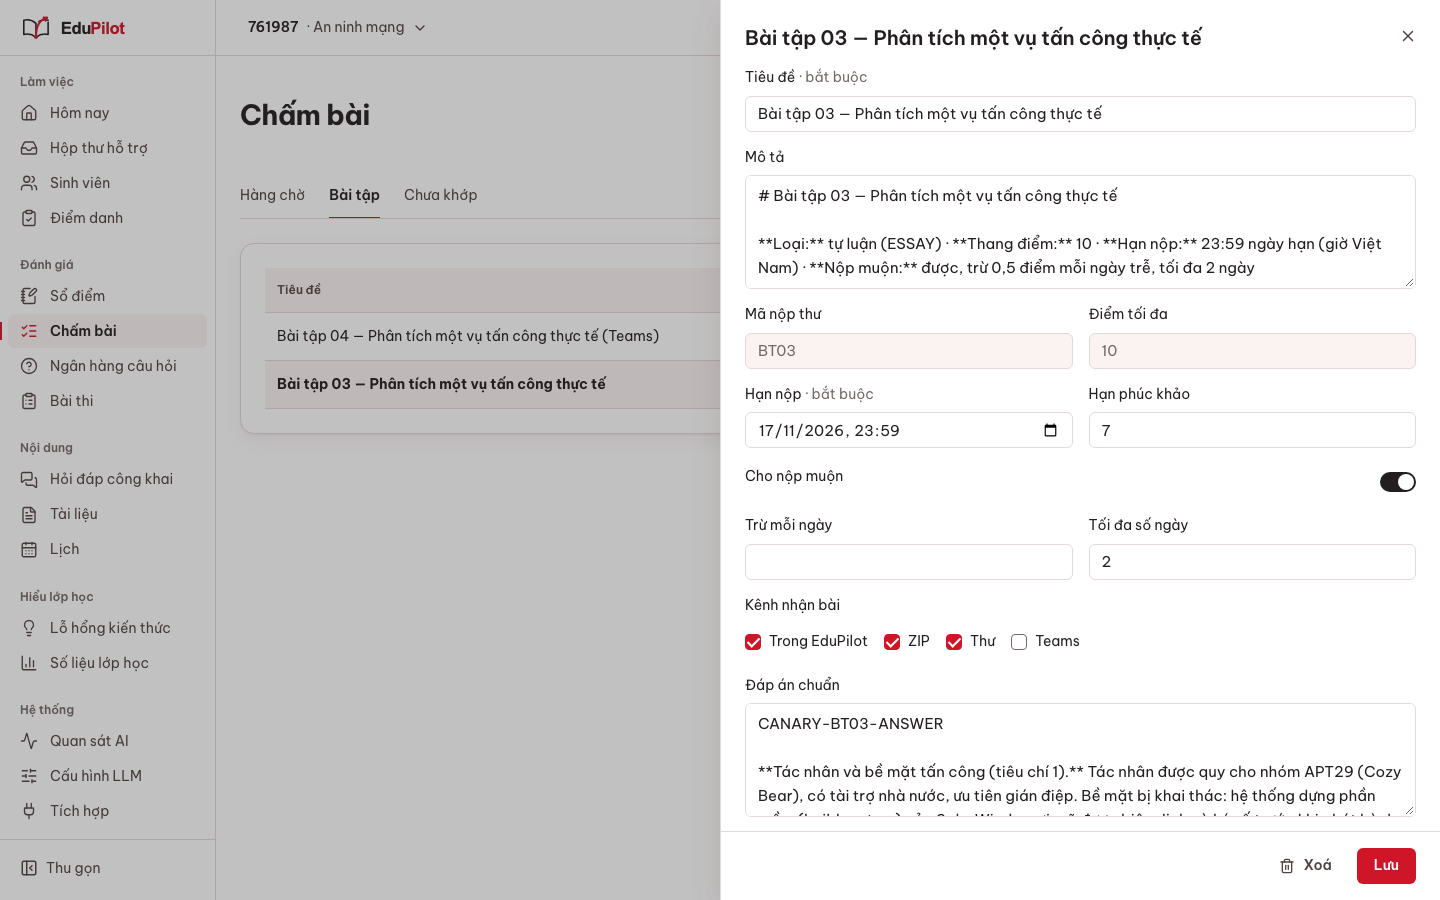 EduPilot
Làm việc
Hôm nay
Hộp thư hỗ trợ
Sinh viên
Điểm danh
Đánh giá
Sổ điểm
Chấm bài
Ngân hàng câu hỏi
Bài thi
Nội dung
Hỏi đáp công khai
Tài liệu
Lịch
Hiểu lớp học
Lỗ hổng kiến thức
Số liệu lớp học
Hệ thống
Quan sát AI
Cấu hình LLM
Tích hợp
Thu gọn
761987 · An ninh mạng
Chấm bài
Hàng chờ Bài tập Chưa khớp
Tiêu đề
Bài tập 04 — Phân tích một vụ tấn công thực tế (Teams)
Bài tập 03 — Phân tích một vụ tấn công thực tế
Bài tập 03 — Phân tích một vụ tấn công thực tế
Tiêu đề · bắt buộc
Bài tập 03 — Phân tích một vụ tấn công thực tế
Mô tả
# Bài tập 03 — Phân tích một vụ tấn công thực tế
**Loại:** tự luận (ESSAY) · **Thang điểm:** 10 · **Hạn nộp:** 23:59 ngày hạn (giờ Việt
Nam) · **Nộp muộn:** được, trừ 0,5 điểm mỗi ngày trễ, tối đa 2 ngày
Mã nộp thư Điểm tối đa
BT03 10
Hạn nộp · bắt buộc Hạn phúc khảo
17/11/2026, 23:59 7
Cho nộp muộn
Trừ mỗi ngày Tối đa số ngày
2
Kênh nhận bài
Trong EduPilot ZIP Thư Teams
Đáp án chuẩn
CANARY-BT03-ANSWER
**Tác nhân và bề mặt tấn công (tiêu chí 1).** Tác nhân được quy cho nhóm APT29 (Cozy
Bear), có tài trợ nhà nước, ưu tiên gián điệp. Bề mặt bị khai thác: hệ thống dựng phần
Xoá Lưu